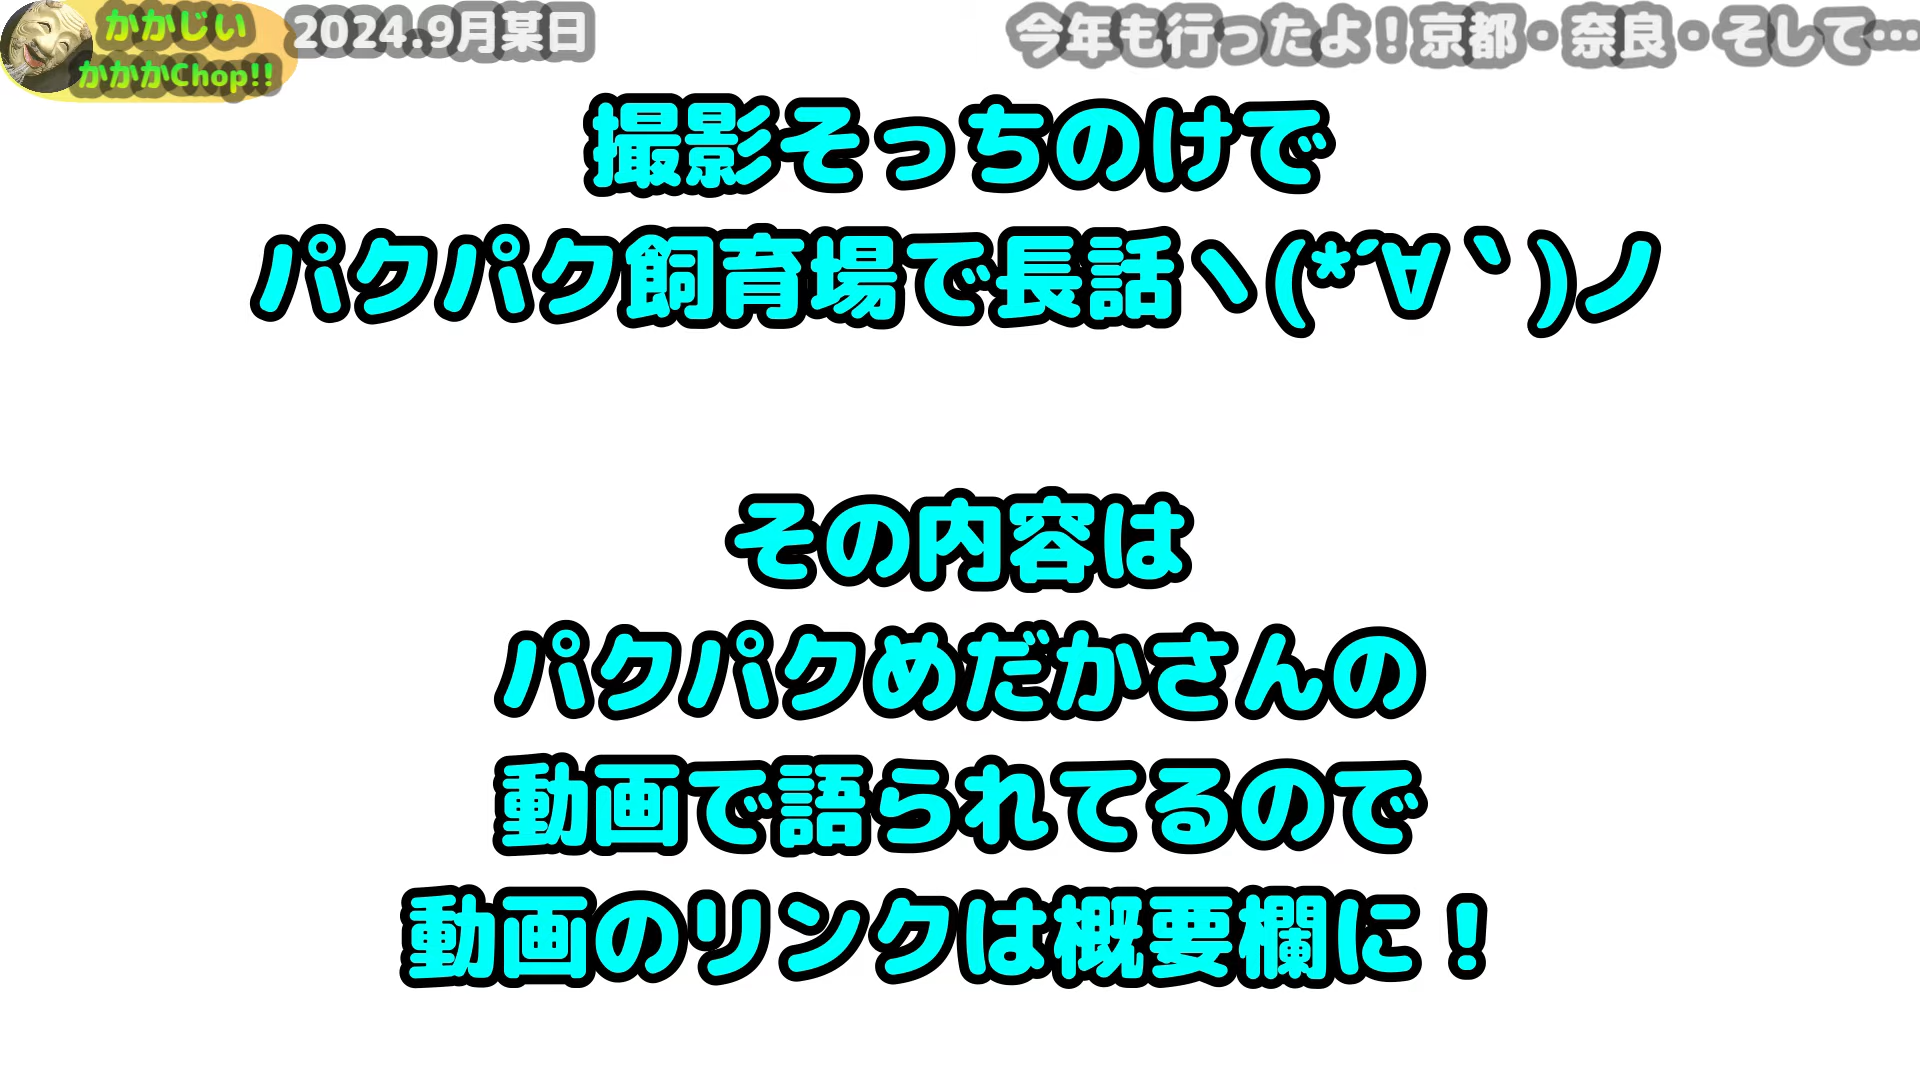 かかじい
かかかChop!!
2024.9月某日
今年も行ったよ！京都・奈良・そして…
撮影そっちのけで
パクパク飼育場で長話ヽ(*´∀｀)ノ
その内容は
パクパクめだかさんの
動画で語られてるので
動画のリンクは概要欄に！